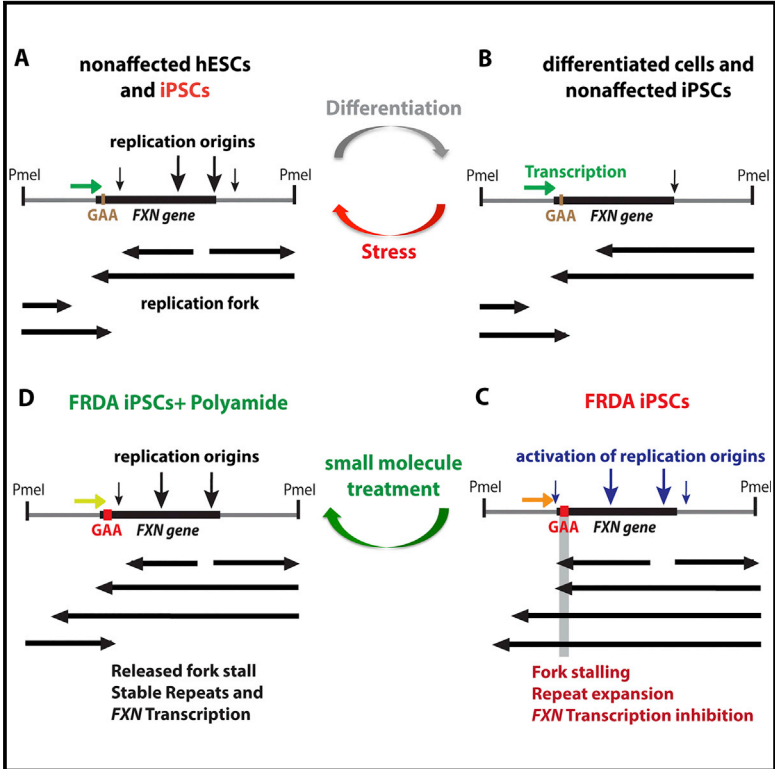 A
nonaffected hESCs
and iPSCs
replication origins
PmeI
PmeI
GAA
FXN gene
replication fork
Differentiation
Stress
B
differentiated cells and
nonaffected iPSCs
PmeI
Transcription
PmeI
GAA
FXN gene
D
FRDA iPSCs+ Polyamide
replication origins
PmeI
PmeI
GAA
FXN gene
Released fork stall
Stable Repeats and
FXN Transcription
small molecule
treatment
C
FRDA iPSCs
activation of replication origins
PmeI
PmeI
GAA
FXN gene
Fork stalling
Repeat expansion
FXN Transcription inhibition